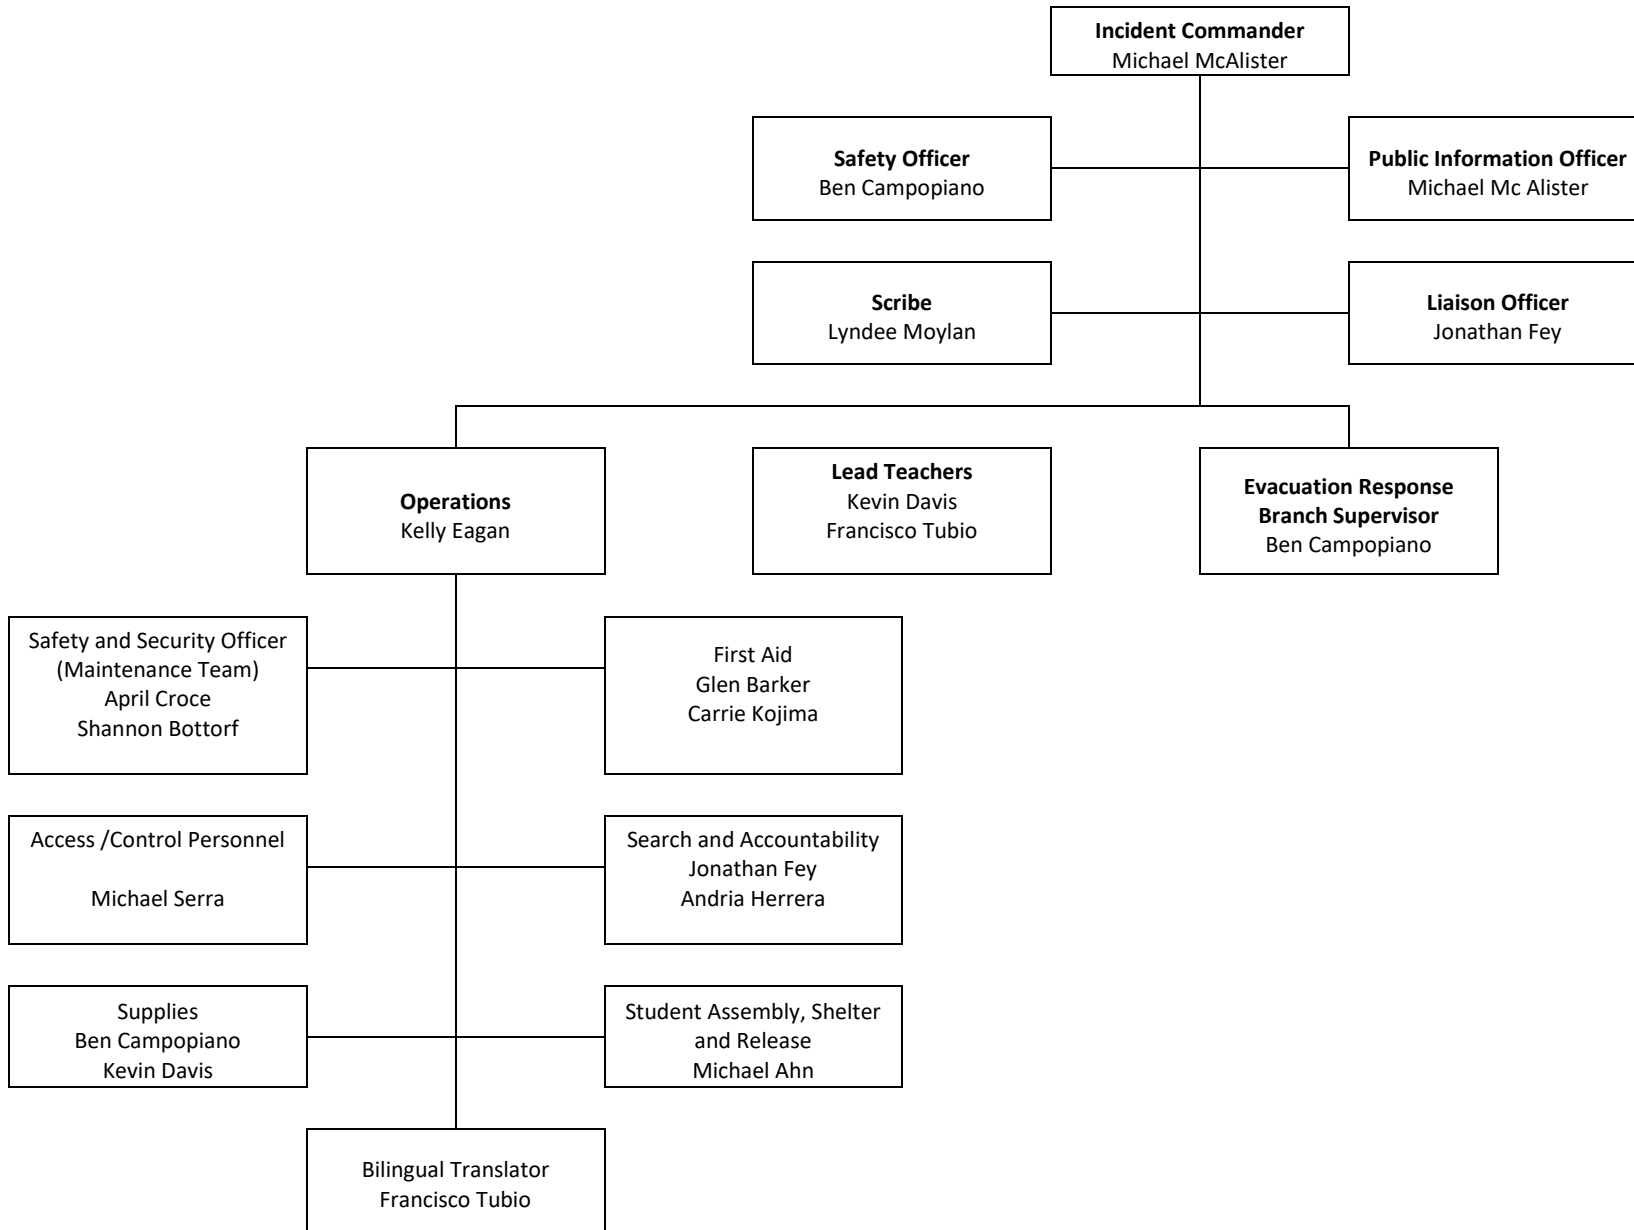 Incident Commander
Michael McAlister
Safety Officer
Ben Campopiano
Public Information Officer
Michael Mc Alister
Scribe
Lyndee Moylan
Liaison Officer
Jonathan Fey
Operations
Kelly Eagan
Lead Teachers
Kevin Davis
Francisco Tubio
Evacuation Response
Branch Supervisor
Ben Campopiano
Safety and Security Officer
(Maintenance Team)
April Croce
Shannon Bottorf
First Aid
Glen Barker
Carrie Kojima
Access /Control Personnel
Michael Serra
Search and Accountability
Jonathan Fey
Andria Herrera
Supplies
Ben Campopiano
Kevin Davis
Student Assembly, Shelter
and Release
Michael Ahn
Bilingual Translator
Francisco Tubio